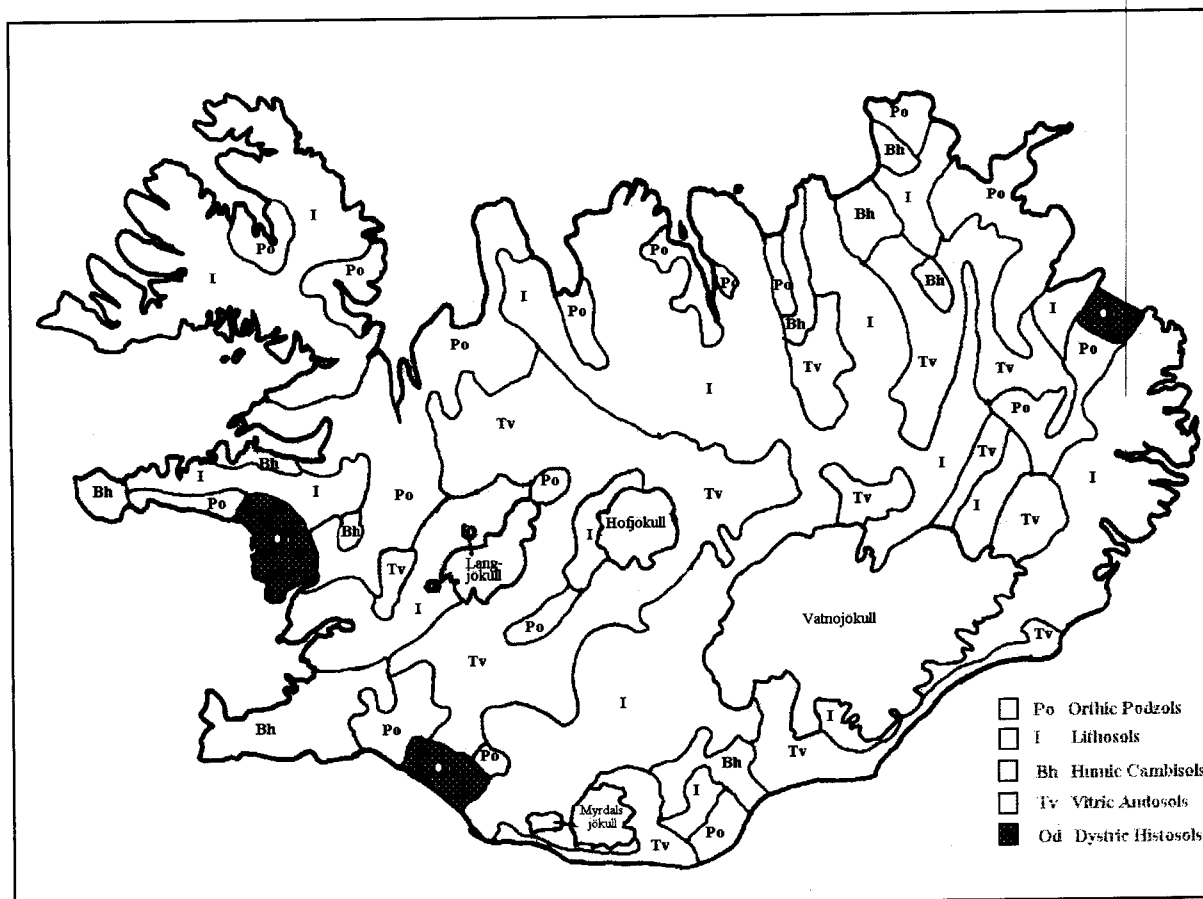 Po
Bh
I
Po
Bh
I
Po
I
Po
I
Po
I
Po
Po
Po
Bh
Bh
I
Po
Po
Tv
I
Tv
Tv
I
Po
Tv
Po
Bh
I
Bh
Po
I
Po
Po
Tv
Tv
I
Tv
I
Tv
Bh
Hofjökull
I
Lang-
jökull
Tv
I
Po
Vatnojökull
Tv
Tv
I
Bh
Po
Po
Tv
I
Bh
I
Po
Tv
Myrdals
jökull
Po Orthic Podzols
I Lithosols
Bh Humic Cambisols
Tv Vitric Andosols
Od Dystric Histosols